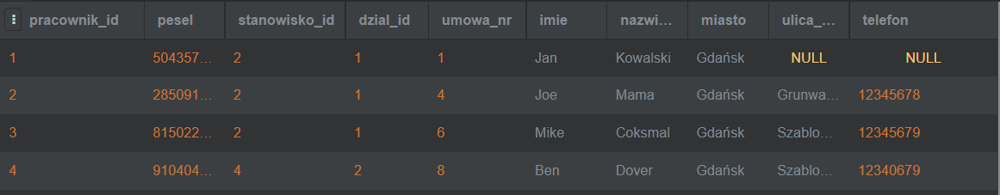 pracownik_id pesel stanowisko_id dzial_id umowa_nr imie nazwi... miasto ulica_... telefon
1 504357... 2 1 1 Jan Kowalski Gdańsk NULL NULL
2 285091... 2 1 4 Joe Mama Gdańsk Grunwa... 12345678
3 815022... 2 1 6 Mike Coksmal Gdańsk Szablo... 12345679
4 910404... 4 2 8 Ben Dover Gdańsk Szablo... 12340679